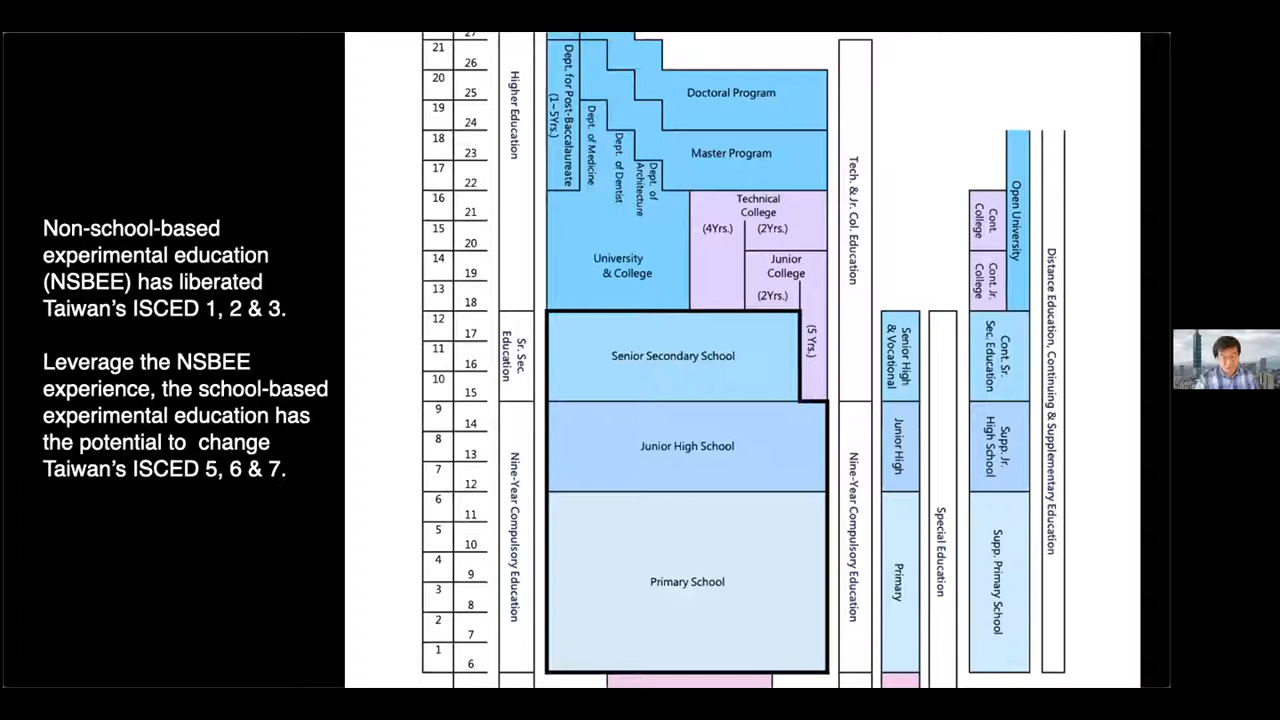 Non-school-based
experimental education
(NSBEE) has liberated
Taiwan’s ISCED 1, 2 & 3.
Leverage the NSBEE
experience, the school-based
experimental education has
the potential to change
Taiwan’s ISCED 5, 6 & 7.
21
26
20
25
19
24
18
23
17
22
16
21
15
20
14
19
13
18
12
17
11
16
10
15
9
14
8
13
7
12
6
11
5
10
4
9
3
8
2
7
1
6
Higher Education
Sr. Sec.
Education
Nine-Year Compulsory Education
Dept. for Post-Baccalaureate
(1~5Yrs.)
Dept. of Medicine
Dept. of Dentist
Dept. of
Architecture
Doctoral Program
Master Program
University
& College
Technical
College
(4Yrs.)
(2Yrs.)
Junior
College
(2Yrs.)
(5 Yrs.)
Senior Secondary School
Junior High School
Primary School
Tech. & Jr. Col. Education
Nine-Year Compulsory Education
Senior High
& Vocational
Junior High
Primary
Special Education
Cont.
College
Cont. Jr.
College
Open University
Cont. Sr.
Sec. Education
Supp. Jr.
High School
Supp. Primary School
Distance Education, Continuing & Supplementary Education